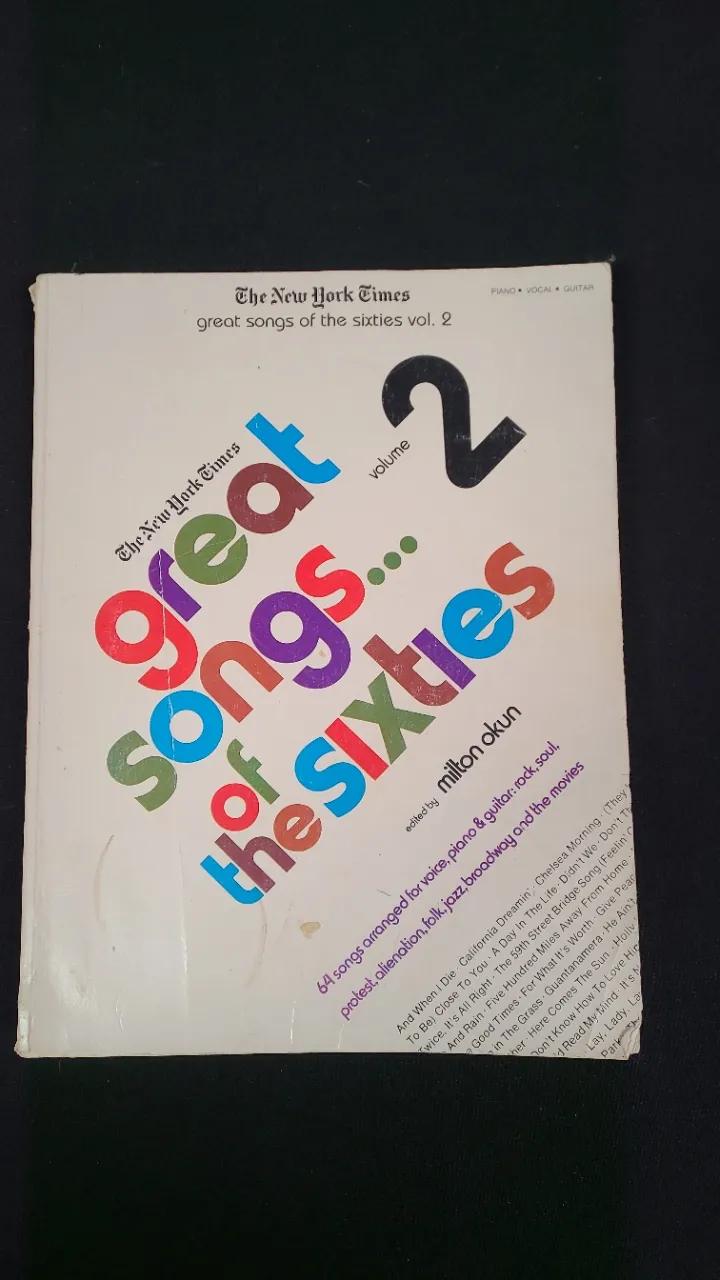 The New York Times
PIANO • VOCAL • GUITAR
great songs of the sixties vol. 2
volume 2
The New York Times
great
songs...
of
the sixties
edited by milton okun
64 songs arranged for voice, piano & guitar: rock, soul,
protest, alienation, folk, jazz, broadway and the movies
And When I Die · California Dreamin' · Chelsea Morning · (They
To Be) Close To You · A Day In The Life · Didn't We · Don't
Twice, It's All Right · The 59th Street Bridge Song (Feelin'
And Rain · Five Hundred Miles Away From Home ·
Good Times · For What It's Worth · Give
in The Grass · Guantanamera · He Ain't
Here Comes The Sun ·
Don't Know How To Love Him
Read My Mind · It's
Lay, Lady,